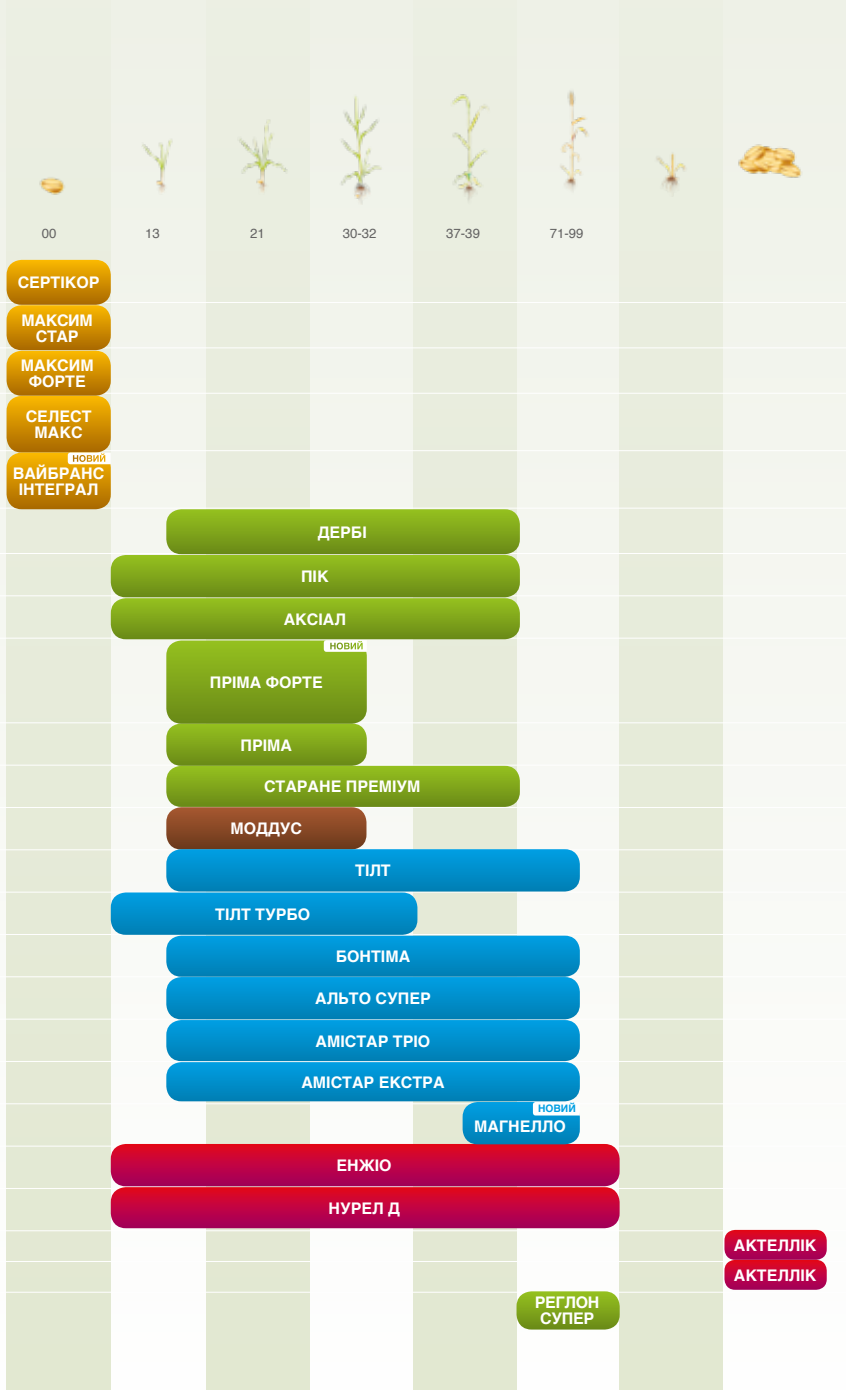 00 13 21 30-32 37-39 71-99
СЕРТІКОР
МАКСИМ
СТАР
МАКСИМ
ФОРТЕ
СЕЛЕСТ
МАКС
НОВИЙ
ВАЙБРАНС
ІНТЕГРАЛ
ДЕРБІ
ПІК
АКСІАЛ
НОВИЙ
ПРІМА ФОРТЕ
ПРІМА
СТАРАНЕ ПРЕМІУМ
МОДДУС
ТІЛТ
ТІЛТ ТУРБО
БОНТІМА
АЛЬТО СУПЕР
АМІСТАР ТРІО
АМІСТАР ЕКСТРА
НОВИЙ
МАГНЕЛЛО
ЕНЖІО
НУРЕЛ Д
АКТЕЛЛІК
АКТЕЛЛІК
РЕГЛОН
СУПЕР